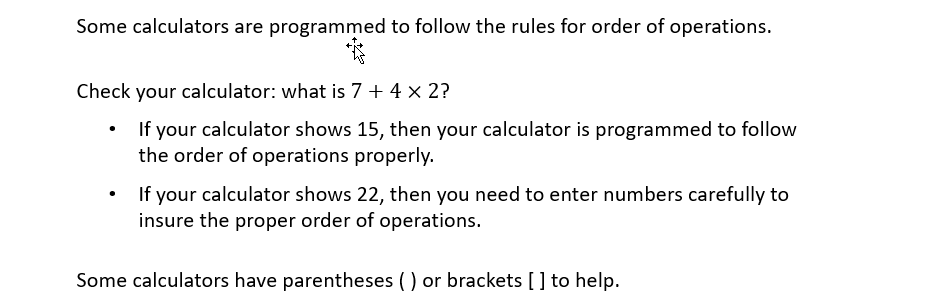 Some calculators are programmed to follow the rules for order of operations.
Check your calculator: what is 7 + 4 × 2?
• If your calculator shows 15, then your calculator is programmed to follow
the order of operations properly.
• If your calculator shows 22, then you need to enter numbers carefully to
insure the proper order of operations.
Some calculators have parentheses ( ) or brackets [ ] to help.